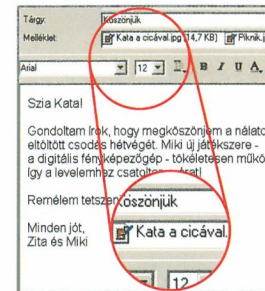 Tárgy: Köszönjük
Melléklet: Kata a cicával.jpg (14,7 KB) Piknik.j
Arial 12 B I U A
Szia Kata!
Gondoltam írok, hogy megköszönjem a nálato
eltöltött csodás hétvégét. Miki új játékszere -
a digitális fényképezőgép - tökéletesen műkö
így a levelemhez csatoltam
Remélem tetszen
Minden jót,
Zita és Miki
Köszönjük
Kata a cicával.
12